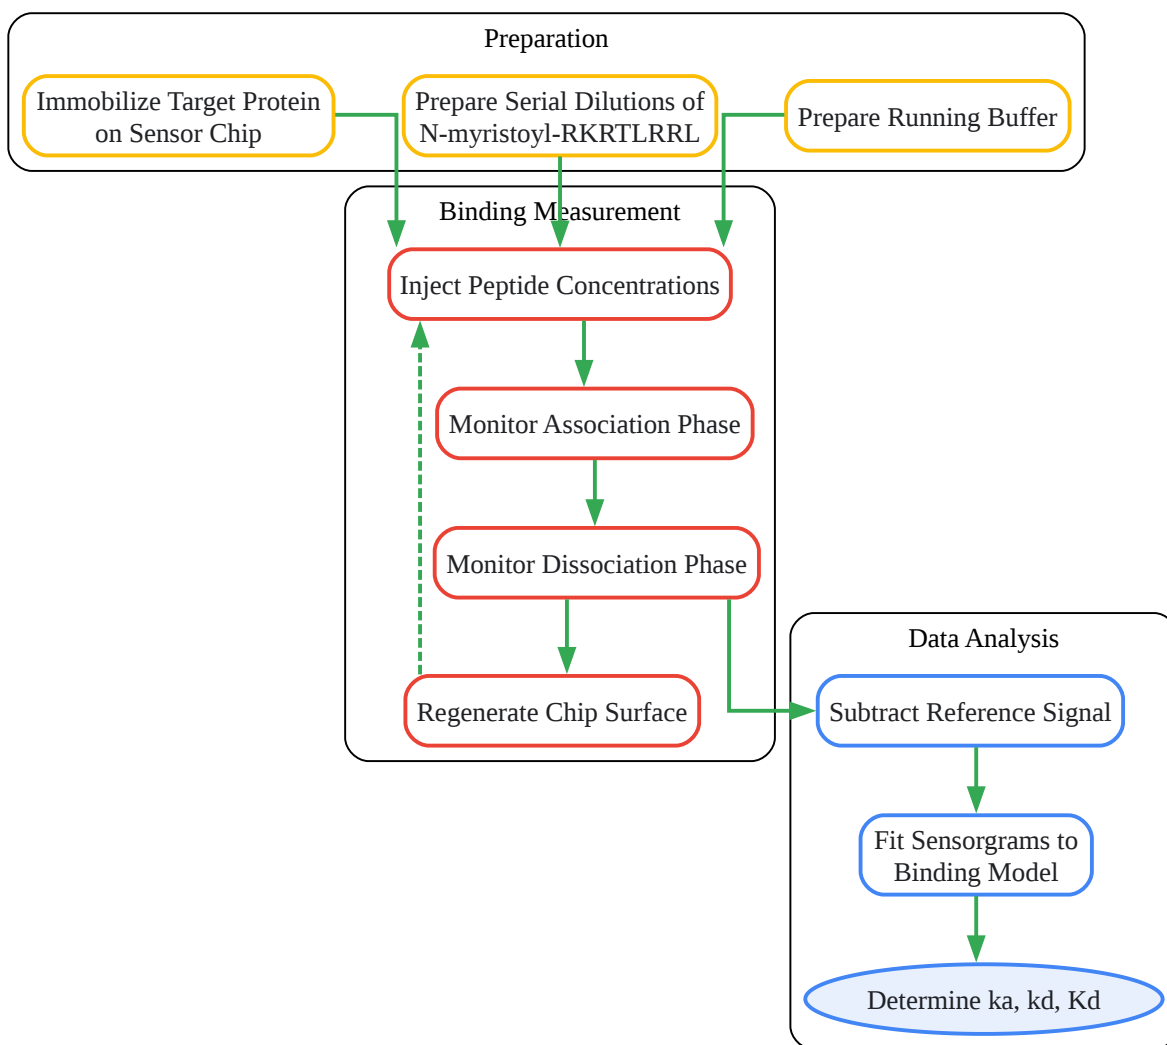 Preparation
Immobilize Target Protein
on Sensor Chip
Prepare Serial Dilutions of
N-myristoyl-RKRTLRRL
Prepare Running Buffer
Binding Measurement
Inject Peptide Concentrations
Monitor Association Phase
Monitor Dissociation Phase
Regenerate Chip Surface
Data Analysis
Subtract Reference Signal
Fit Sensorgrams to
Binding Model
Determine ka, kd, Kd